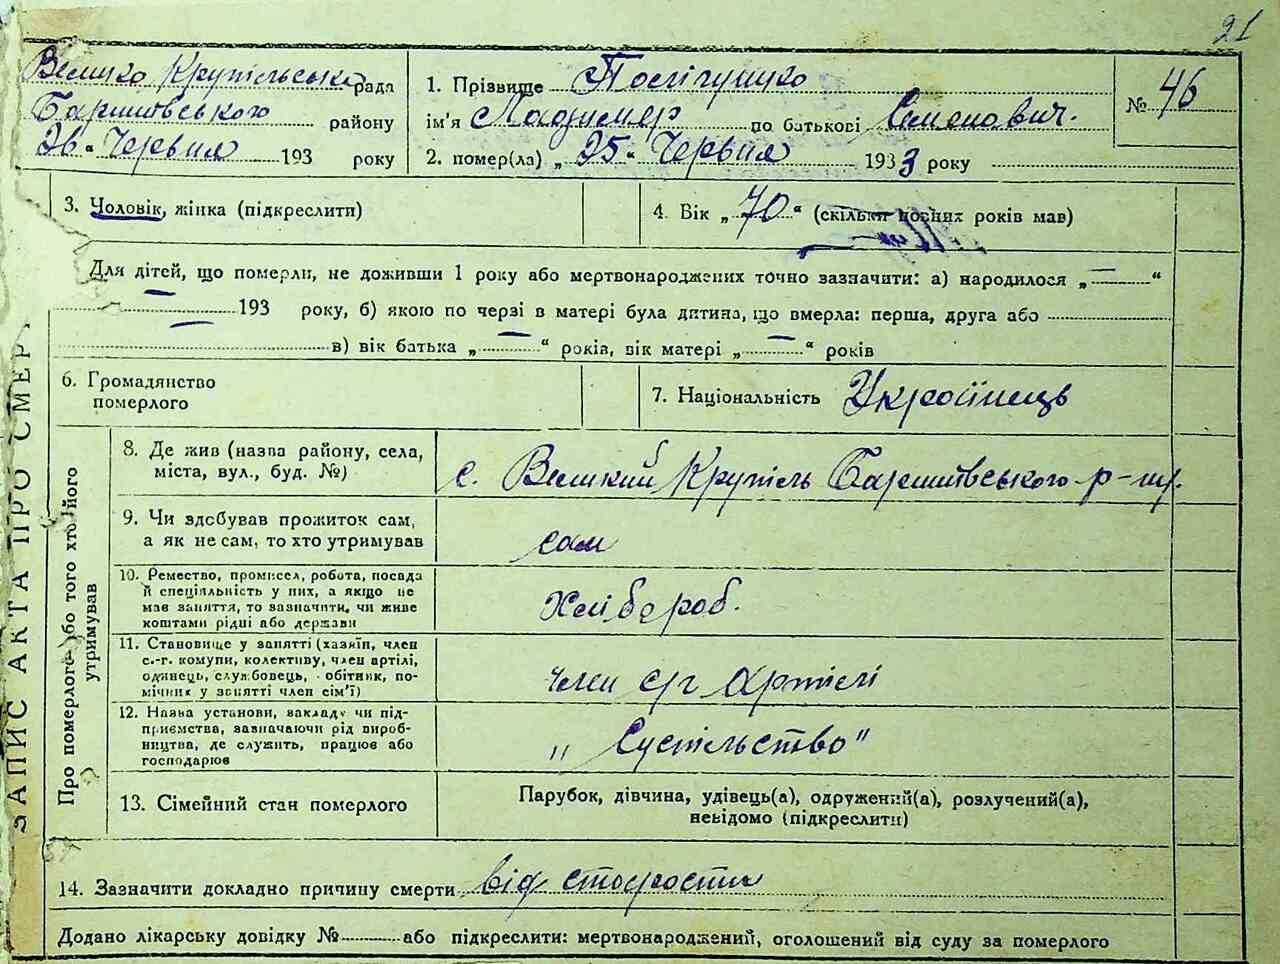 21
Велико Крупільська рада
Баришівського району
26 " Червня 193 року
1. Прізвище
ім'я по батькові Семенович.
2. помер(ла) „ 25 " Червня 1933 року
№ 46
ЗАПИС АКТА ПРО СМЕР
3. Чоловік, жінка (підкреслити)
4. Вік „ 70 " (скільки повних років мав)
Для дітей, що померли, не доживши 1 року або мертвонароджених точно зазначити: а) народилося „ — "
— 193 року, б) якою по черзі в матері була дитина, що вмерла: перша, друга або
— в) вік батька „ — " років, вік матері „ — " років
6. Громадянство
померлого
7. Національність Українець
Про померлого або того хто його
утримував
8. Де жив (назва району, села,
міста, вул., буд. №)
с. Великий Крупіль Баришівського р-ну.
9. Чи здобував прожиток сам,
а як не сам, то хто утримував
сам
10. Ремество, промисел, робота, посада
й спеціяльність у них, а якщо не
має заняття, то зазначити, чи живе
коштами рідні або держави
Хлібороб.
11. Становище у занятті (хазяїн, член
с.-г. комуни, колективу, член артілі,
одинець, службовець, робітник, по-
мічник у занятті член сім'ї)
член с/г Артілі
12. Назва установи, закладу чи під-
приємства, зазначаючи рід вироб-
ництва, де служить, працює або
господарює
„ Суспільство"
13. Сімейний стан померлого
Парубок, дівчина, удівець(а), одружений(а), розлучений(а),
невідомо (підкреслити)
14. Зазначити докладно причину смерти від старости
Додано лікарську довідку № або підкреслити: мертвонароджений, оголошений від суду за померлого